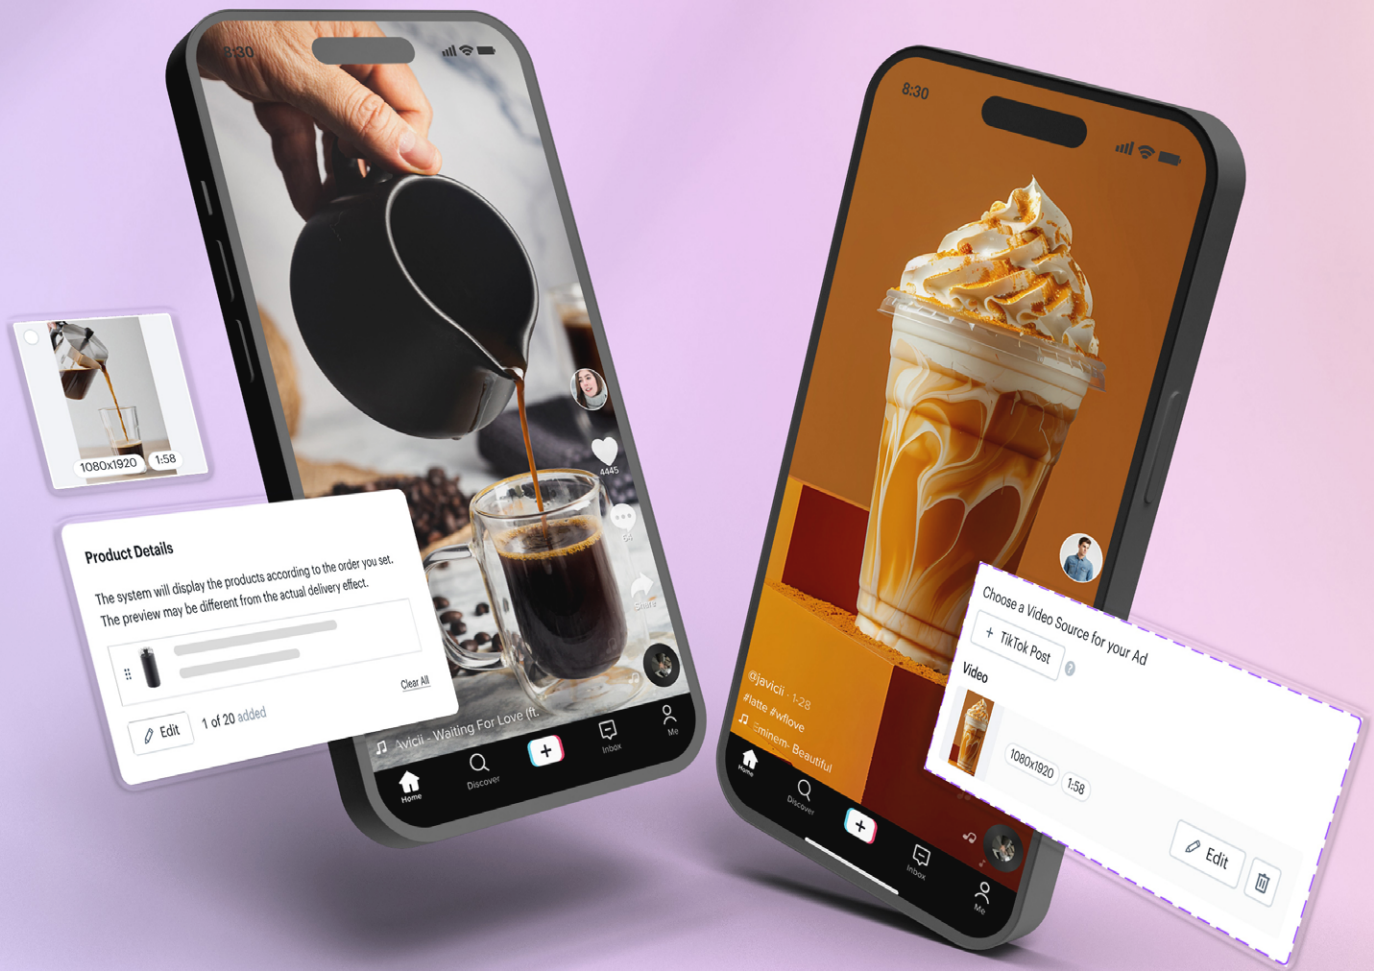 8:30
4445
64
Share
Avicii - Waiting For Love (ft.
Home
Discover
Inbox
Me
1080x1920
1:58
Product Details
The system will display the products according to the order you set.
The preview may be different from the actual delivery effect.
Clear All
Edit
1 of 20 added
8:30
@javicii · 1-28
#latte #wflove
Eminem- Beautiful
Home
Discover
Inbox
Me
Choose a Video Source for your Ad
+ TikTok Post
?
Video
1080x1920
1:58
Edit